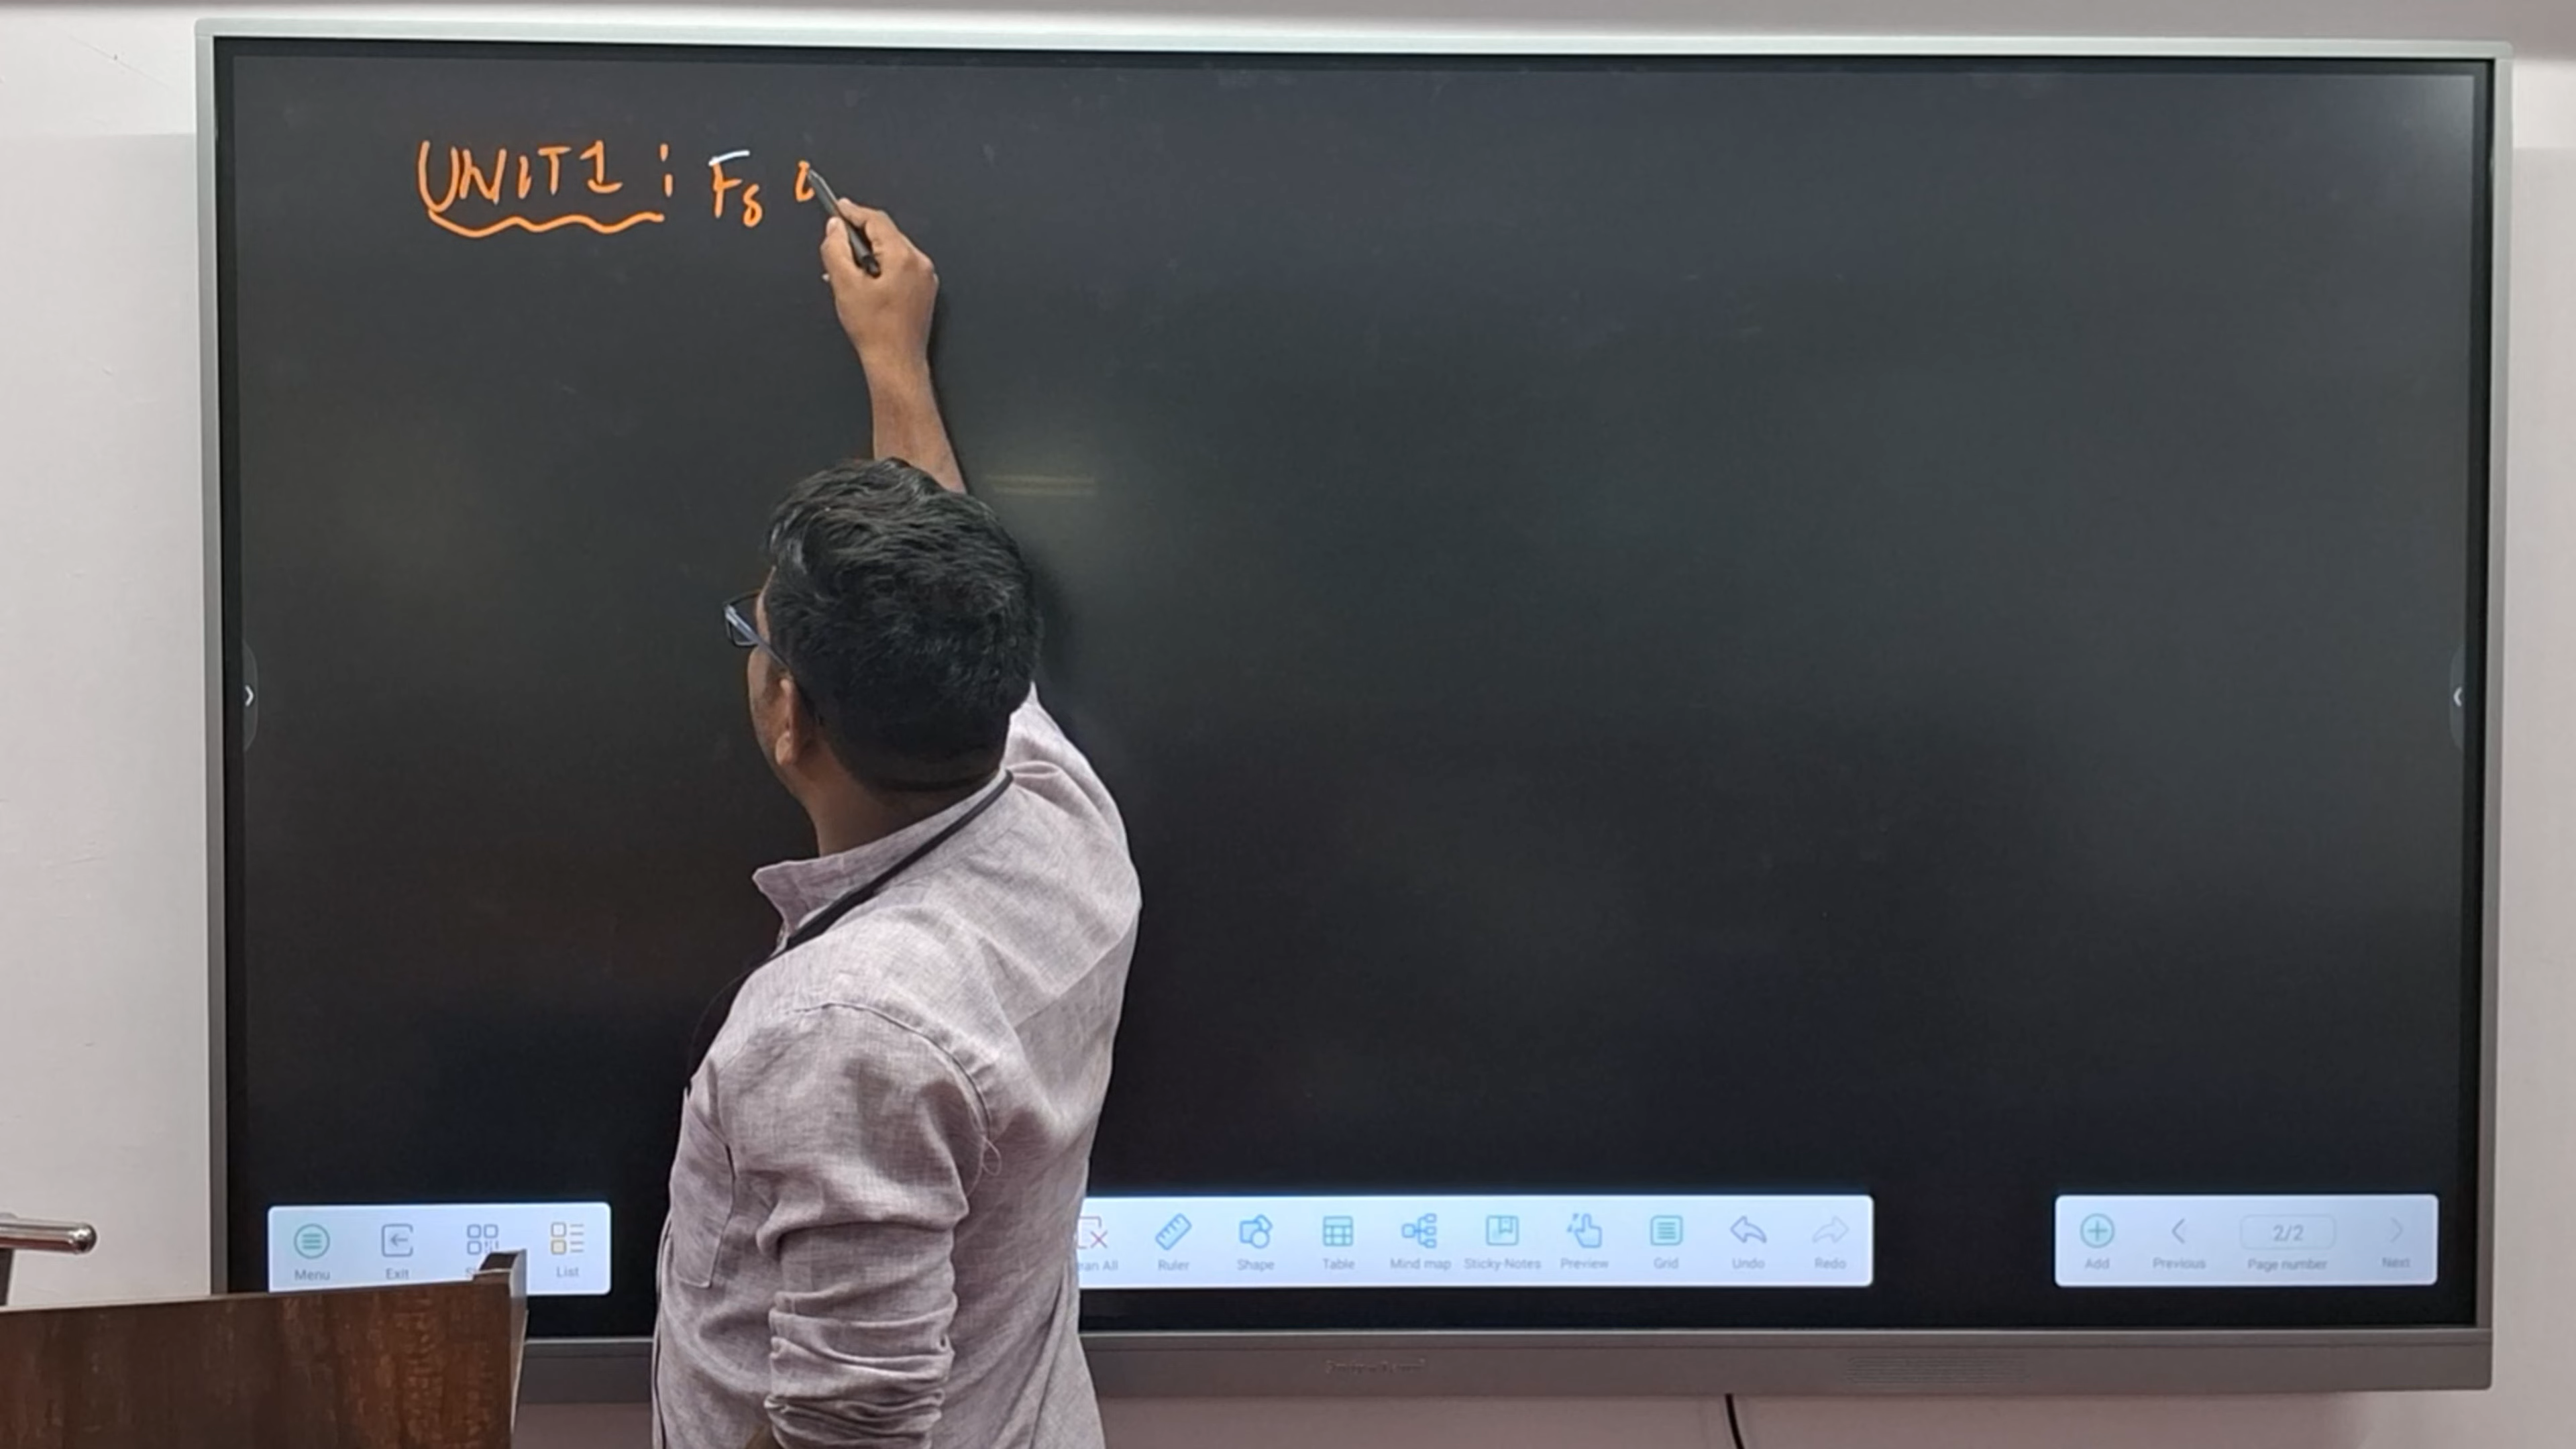 UNIT 1 : Fs
Menu Exit List Ruler Shape Table Mind map Sticky-Notes Preview Grid Undo Redo Add Previous 2/2 Page number Next